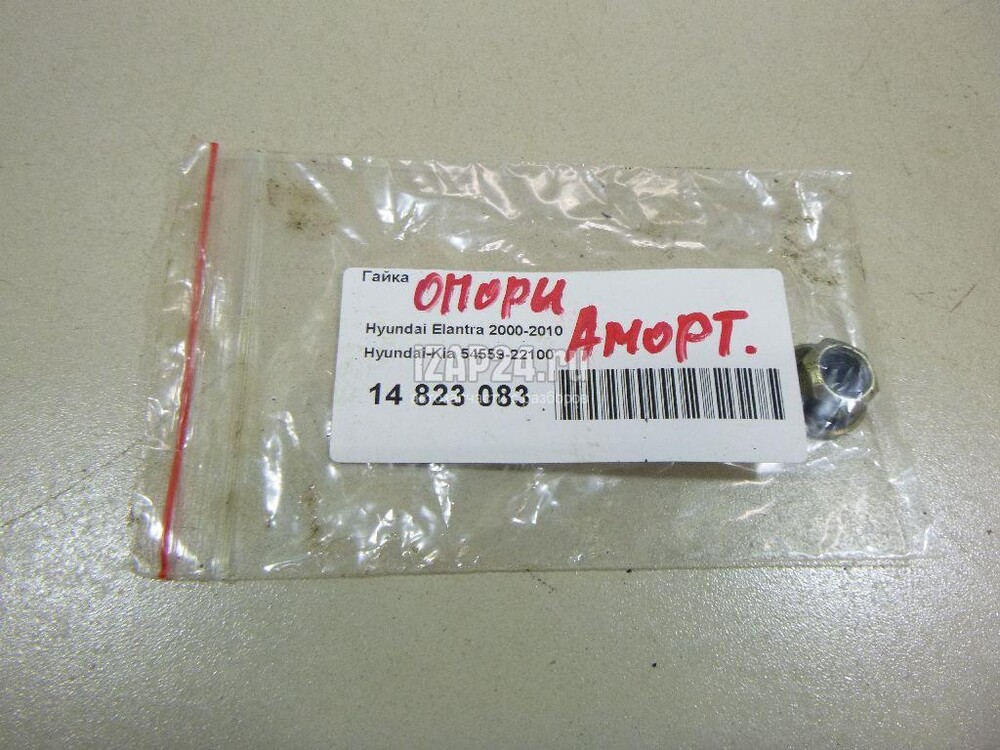 Гайка ОПОРИ
АМОРТ.
Hyundai Elantra 2000-2010
Hyundai-Kia 54559-22100
IZAP24.ru
14 823 083